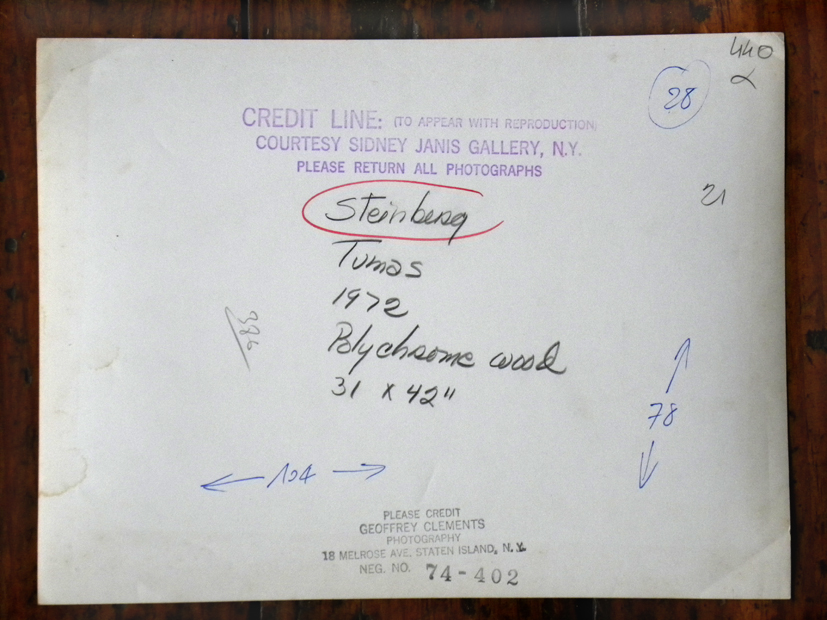 440
α
28
CREDIT LINE: (TO APPEAR WITH REPRODUCTION)
COURTESY SIDNEY JANIS GALLERY, N.Y.
PLEASE RETURN ALL PHOTOGRAPHS
21
Steinberg
Tumas
1972
Polychrome wood
31 x 42"
78
104
PLEASE CREDIT
GEOFFREY CLEMENTS
PHOTOGRAPHY
18 MELROSE AVE. STATEN ISLAND, N.Y.
NEG. NO. 74-402